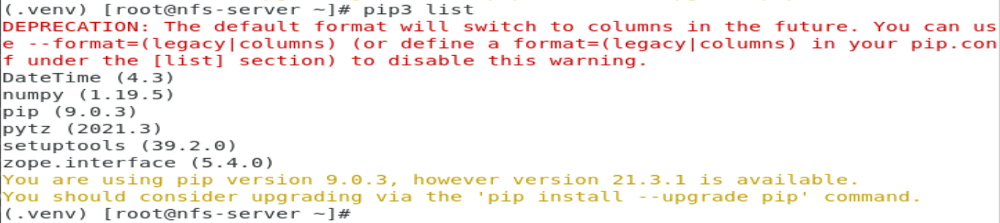 (.venv) [root@nfs-server ~]# pip3 list
DEPRECATION: The default format will switch to columns in the future. You can us
e --format=(legacy|columns) (or define a format=(legacy|columns) in your pip.con
f under the [list] section) to disable this warning.
DateTime (4.3)
numpy (1.19.5)
pip (9.0.3)
pytz (2021.3)
setuptools (39.2.0)
zope.interface (5.4.0)
You are using pip version 9.0.3, however version 21.3.1 is available.
You should consider upgrading via the 'pip install --upgrade pip' command.
(.venv) [root@nfs-server ~]#